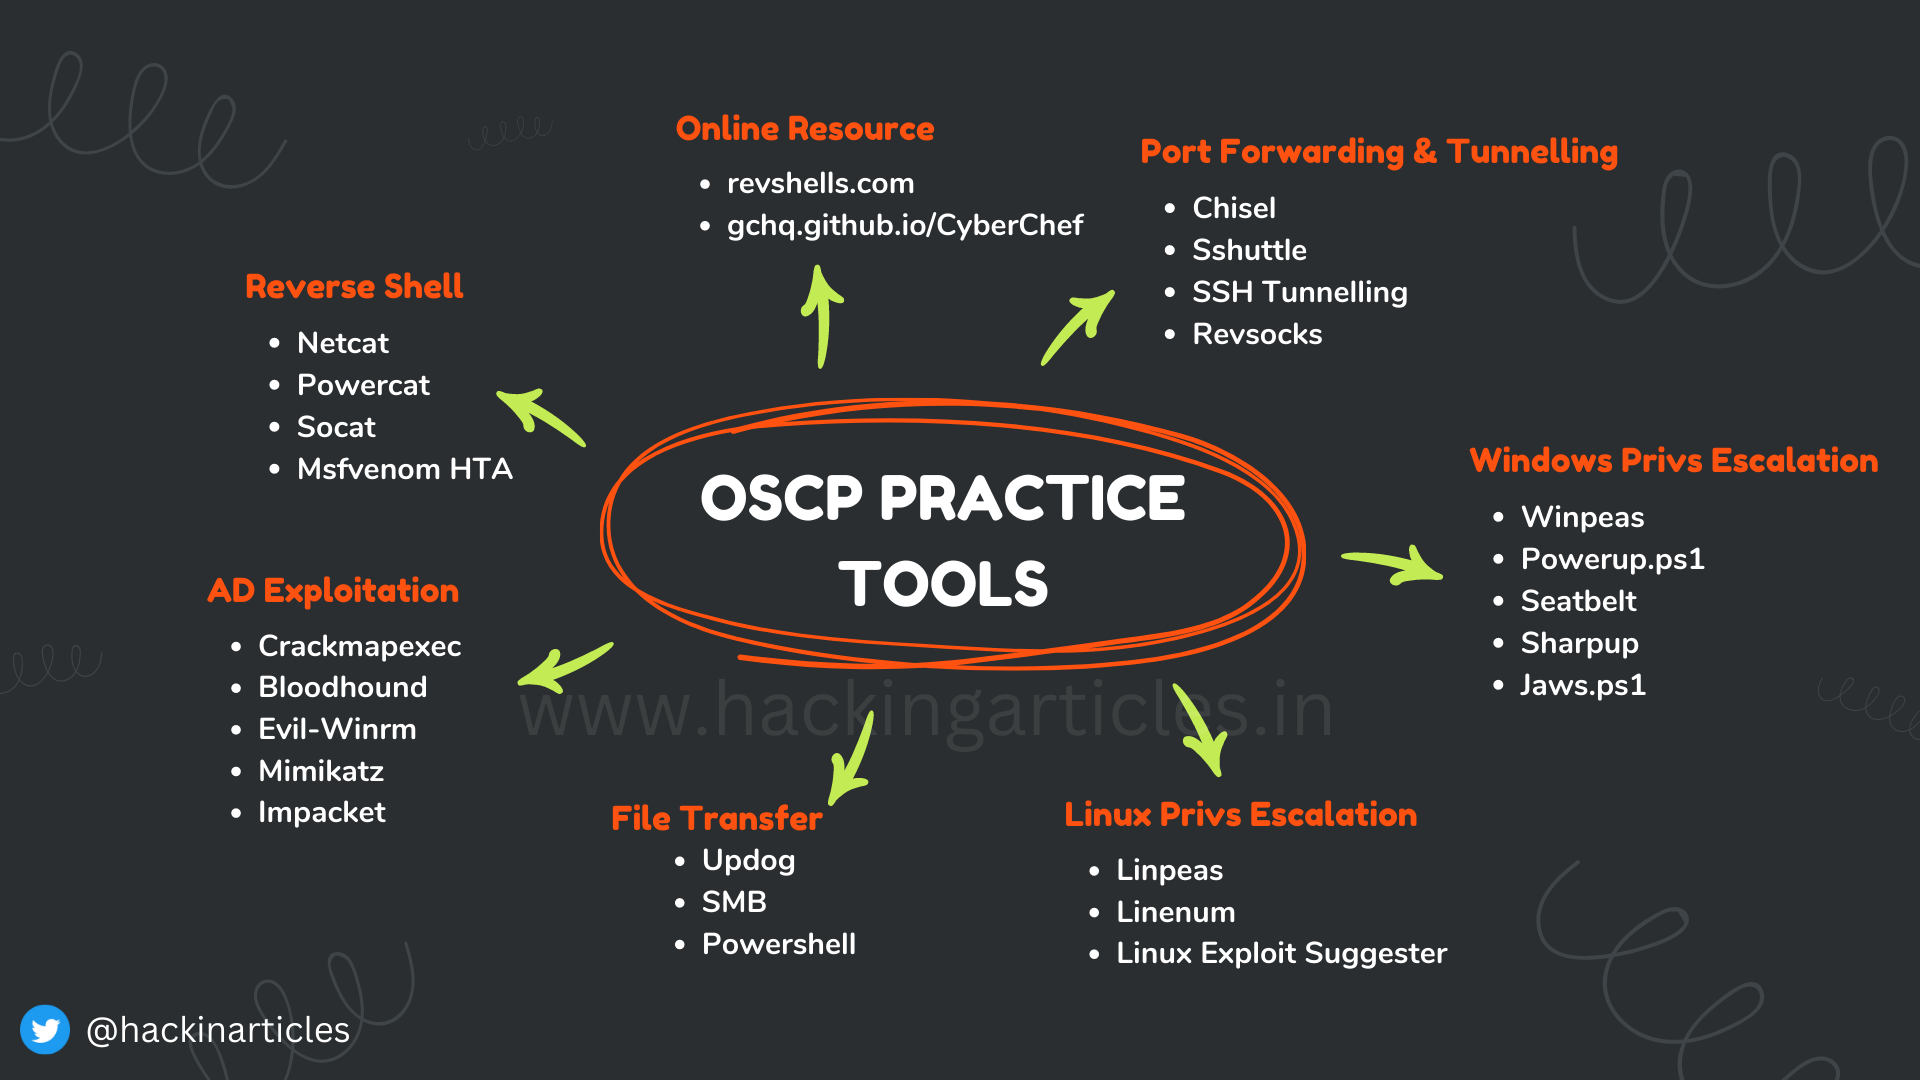 Online Resource
• revshells.com
• gchq.github.io/CyberChef
Port Forwarding & Tunnelling
• Chisel
• Sshuttle
• SSH Tunnelling
• Revsocks
Reverse Shell
• Netcat
• Powercat
• Socat
• Msfvenom HTA
OSCP PRACTICE
TOOLS
Windows Privs Escalation
• Winpeas
• Powerup.ps1
• Seatbelt
• Sharpup
• Jaws.ps1
AD Exploitation
• Crackmapexec
• Bloodhound
• Evil-Winrm
• Mimikatz
• Impacket
www.hackingarticles.in
File Transfer
• Updog
• SMB
• Powershell
Linux Privs Escalation
• Linpeas
• Linenum
• Linux Exploit Suggester
@hackinarticles